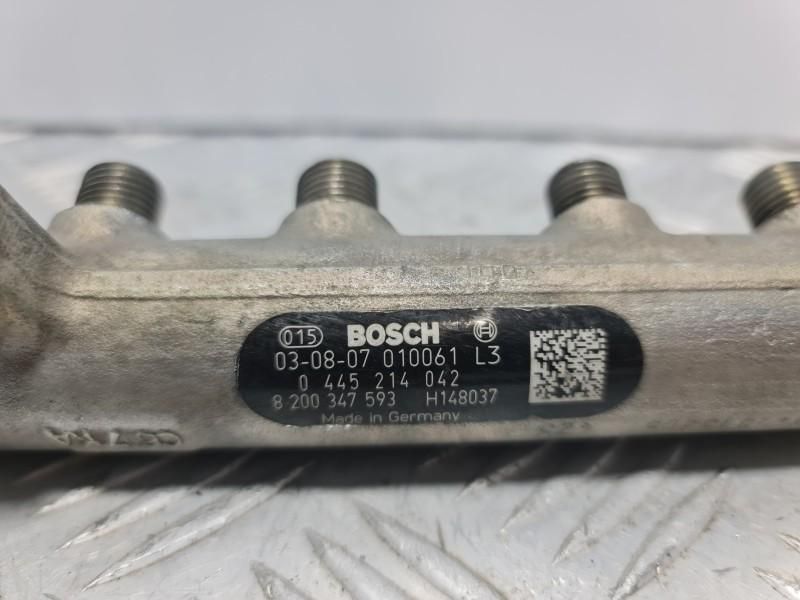 015 BOSCH
03-08-07 010061 L3
0 445 214 042
8 200 347 593 H148037
Made in Germany